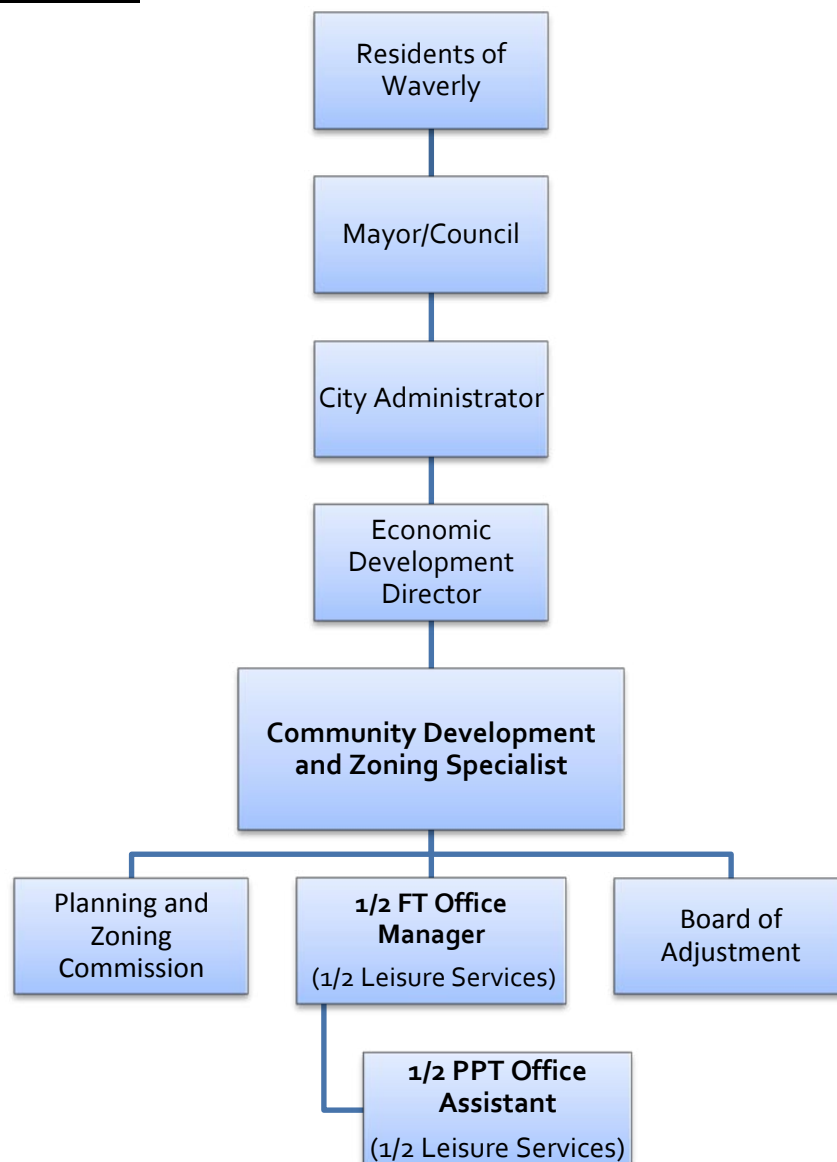 Residents of
Waverly
Mayor/Council
City Administrator
Economic
Development
Director
Community Development
and Zoning Specialist
Planning and
Zoning
Commission
1/2 FT Office
Manager
(1/2 Leisure Services)
Board of
Adjustment
1/2 PPT Office
Assistant
(1/2 Leisure Services)